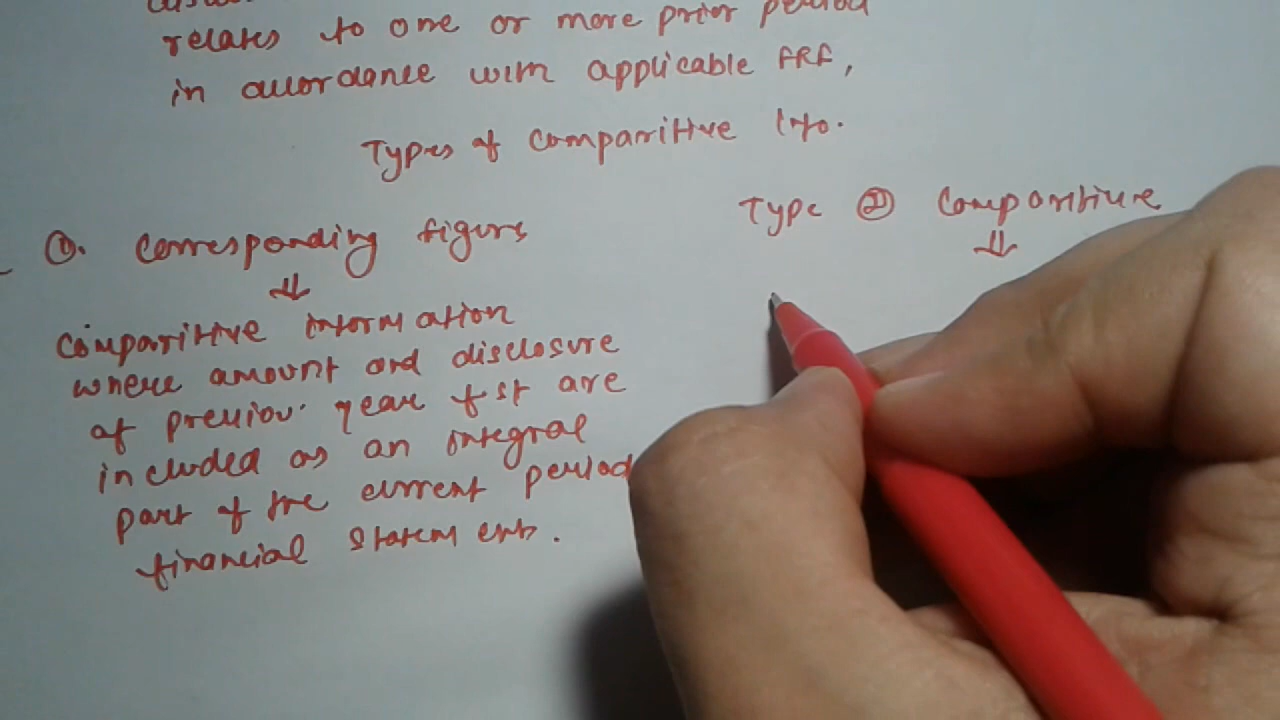 relates to one or more prior period
in accordance with applicable FRF,
Types of comparitive Info.
①. Corresponding figurs
Type ② Comparitive
Comparitive information
where amount and disclosure
of previou. year fst are
included as an integral
part of the current period
financial statements.